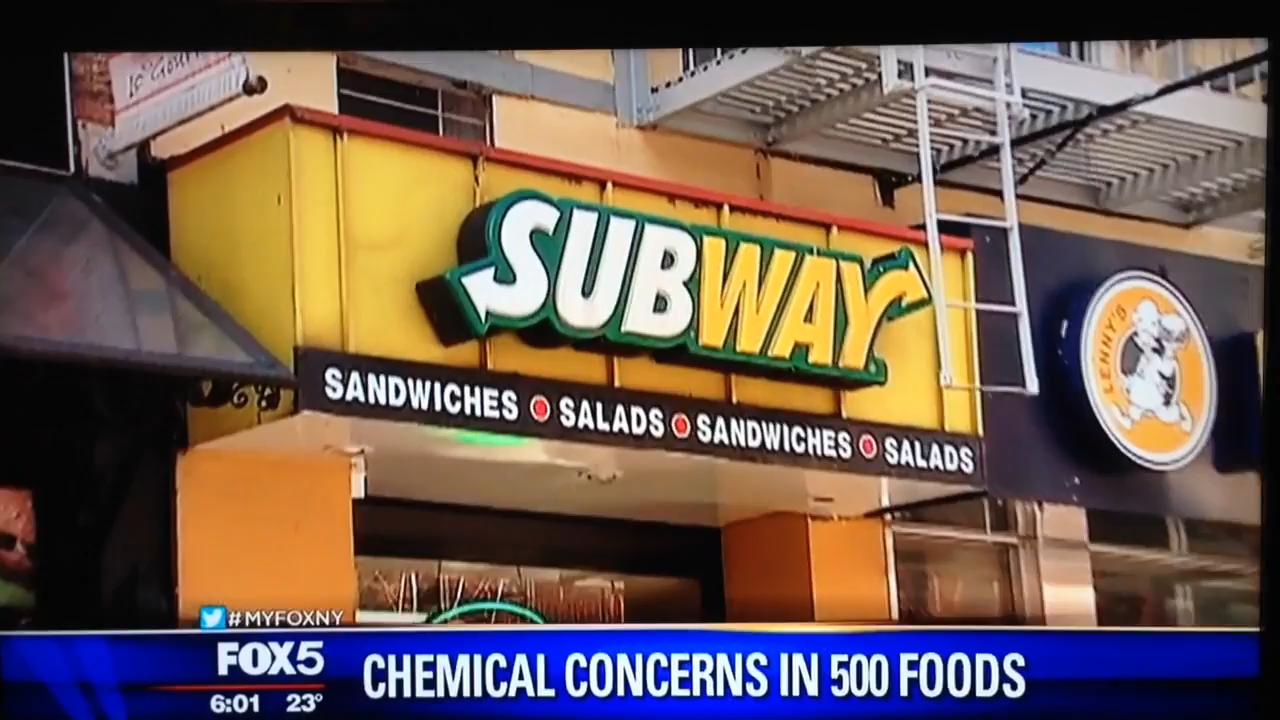 SUBWAY
SANDWICHES SALADS SANDWICHES SALADS
LENNY'S
#MYFOXNY
FOX5
CHEMICAL CONCERNS IN 500 FOODS
6:01 23°